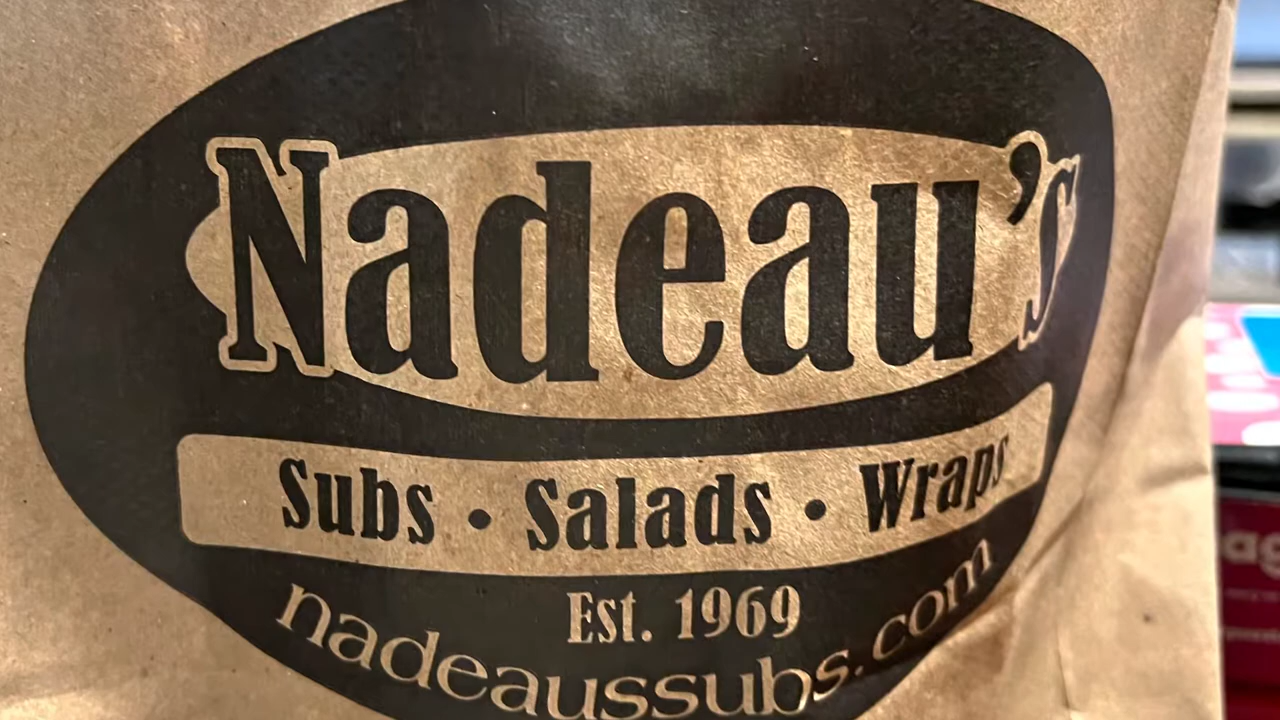 Nadeau's
Subs • Salads • Wraps
Est. 1969
nadeaussubs.com